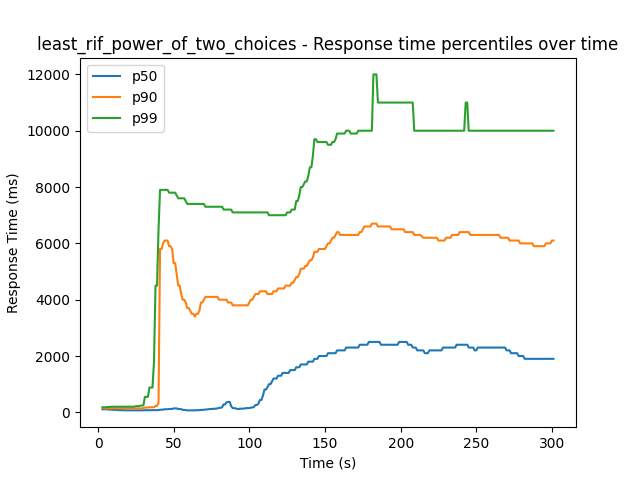 least_rif_power_of_two_choices - Response time percentiles over time
p50
p90
p99
12000
10000
8000
6000
4000
2000
0
Response Time (ms)
0 50 100 150 200 250 300
Time (s)